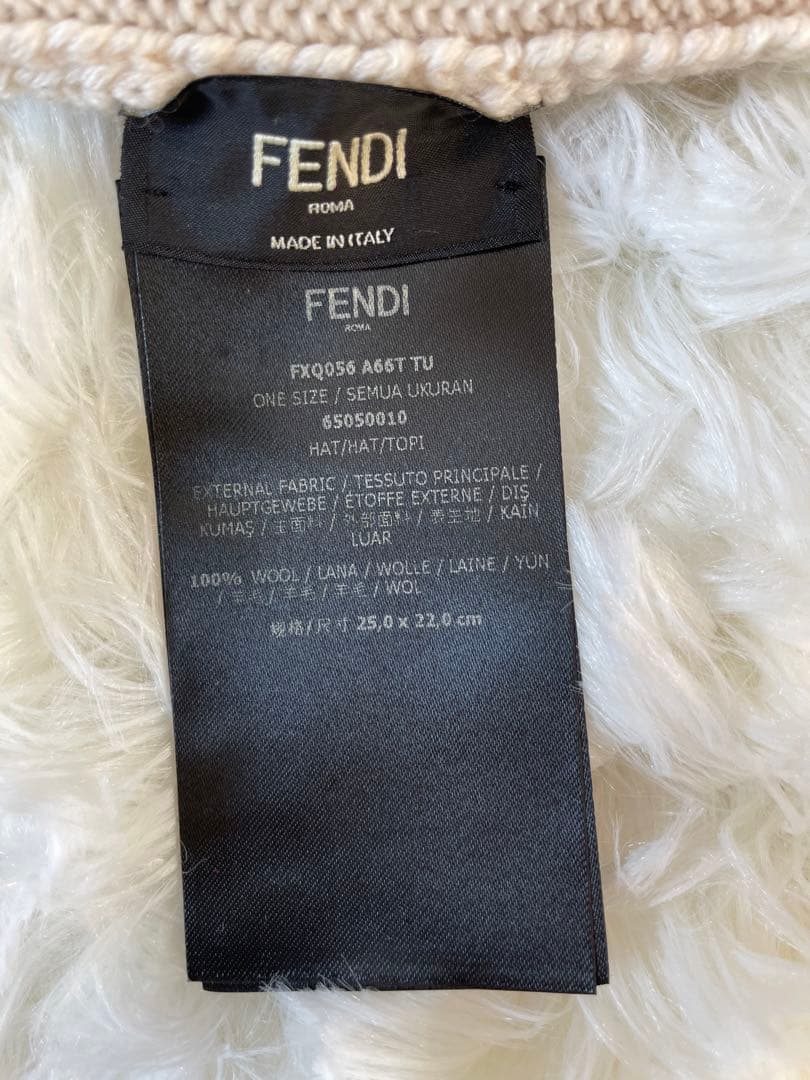 FENDI
ROMA
MADE IN ITALY
FENDI
ROMA
FXQ056 A66T TU
ONE SIZE / SEMUA UKURAN
65050010
HAT/HAT/TOPI
EXTERNAL FABRIC / TESSUTO PRINCIPALE /
HAUPTGEWEBE / ÉTOFFE EXTERNE / DIŞ
KUMAŞ / 主面料 / 外部面料 / 表生地 / KAIN
LUAR
100% WOOL / LANA / WOLLE / LAINE / YÜN
/ 羊毛 / 羊毛 / 羊毛 / WOL
规格/尺寸 25,0 x 22,0 cm